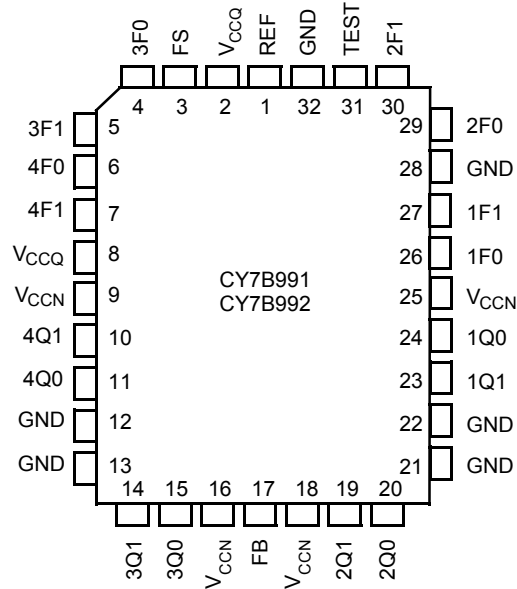 3F0 FS VCCQ REF GND TEST 2F1
4 3 2 1 32 31 30
3F1 5 29 2F0
4F0 6 28 GND
4F1 7 27 1F1
VCCQ 8 26 1F0
CY7B991
CY7B992
VCCN 9 25 VCCN
4Q1 10 24 1Q0
4Q0 11 23 1Q1
GND 12 22 GND
GND 13 21 GND
14 15 16 17 18 19 20
3Q1 3Q0 VCCN FB VCCN 2Q1 2Q0